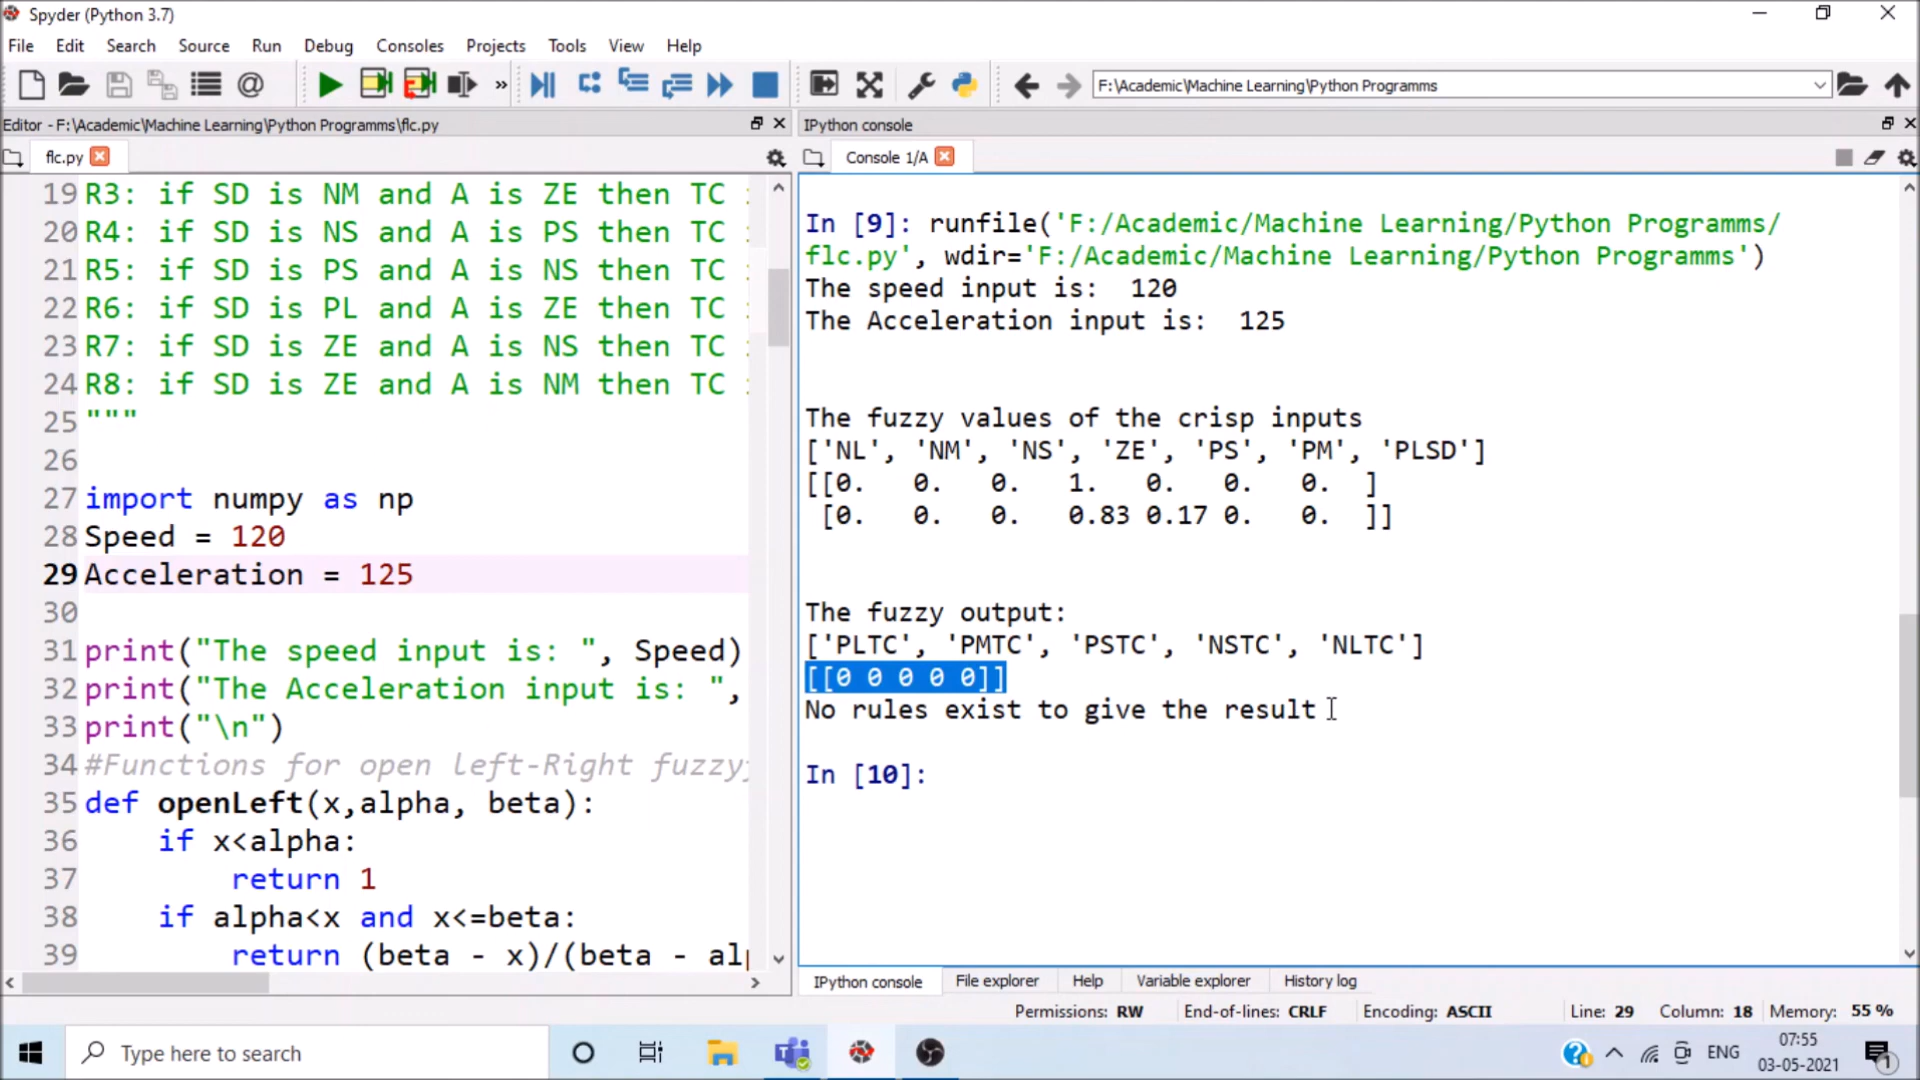 Spyder (Python 3.7)
File Edit Search Source Run Debug Consoles Projects Tools View Help
F:\Academic\Machine Learning\Python Programms
Editor - F:\Academic\Machine Learning\Python Programms\flc.py
flc.py
19 R3: if SD is NM and A is ZE then TC
20 R4: if SD is NS and A is PS then TC
21 R5: if SD is PS and A is NS then TC
22 R6: if SD is PL and A is ZE then TC
23 R7: if SD is ZE and A is NS then TC
24 R8: if SD is ZE and A is NM then TC
25 """
26
27 import numpy as np
28 Speed = 120
29 Acceleration = 125
30
31 print("The speed input is: ", Speed)
32 print("The Acceleration input is: ",
33 print("\n")
34 #Functions for open left-Right fuzzy
35 def openLeft(x,alpha, beta):
36 if x<alpha:
37 return 1
38 if alpha<x and x<=beta:
39 return (beta - x)/(beta - alp
IPython console
Console 1/A
In [9]: runfile('F:/Academic/Machine Learning/Python Programms/
flc.py', wdir='F:/Academic/Machine Learning/Python Programms')
The speed input is: 120
The Acceleration input is: 125
The fuzzy values of the crisp inputs
['NL', 'NM', 'NS', 'ZE', 'PS', 'PM', 'PLSD']
[[0. 0. 0. 1. 0. 0. 0. ]
[0. 0. 0. 0.83 0.17 0. 0. ]]
The fuzzy output:
['PLTC', 'PMTC', 'PSTC', 'NSTC', 'NLTC']
[[0 0 0 0 0]]
No rules exist to give the result
In [10]:
IPython console File explorer Help Variable explorer History log
Permissions: RW End-of-lines: CRLF Encoding: ASCII Line: 29 Column: 18 Memory: 55 %
Type here to search
ENG
07:55
03-05-2021
1